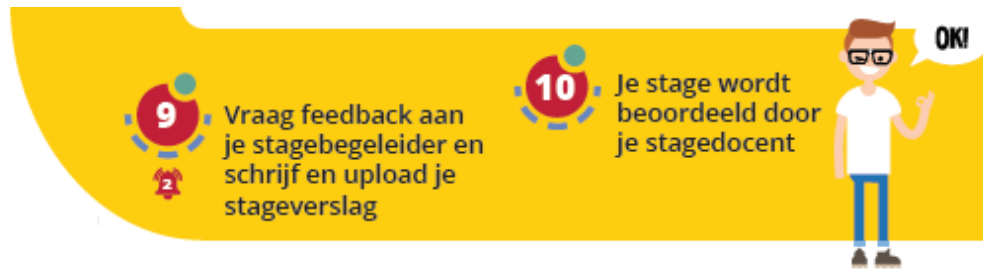 9
Vraag feedback aan
je stagebegeleider en
schrijf en upload je
stageverslag
2
10
Je stage wordt
beoordeeld door
je stagedocent
OK!